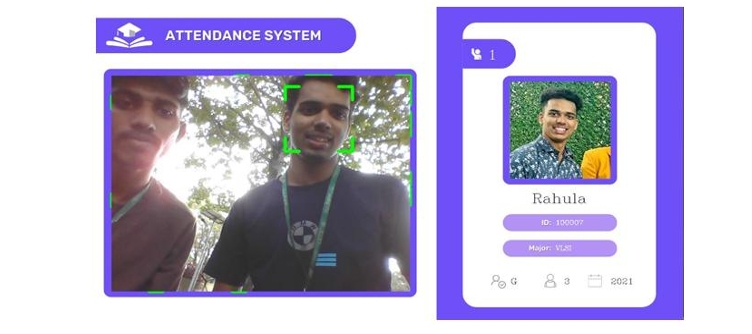 ATTENDANCE SYSTEM
1
Rahula
ID: 100007
Major: VLSI
G 3 2021